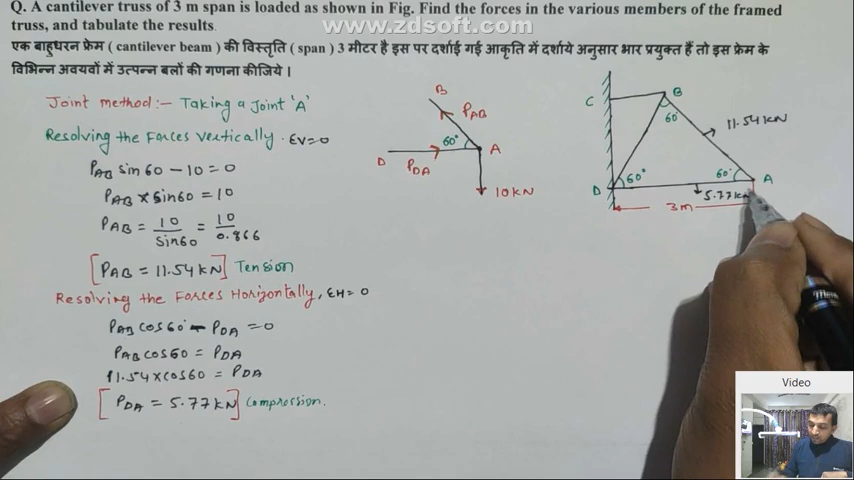 Q. A cantilever truss of 3 m span is loaded as shown in Fig. Find the forces in the various members of the framed
truss, and tabulate the results.
www.zdsoft.com
एक बाहुधरन फ्रेम ( cantilever beam ) की विस्तृति ( span ) 3 मीटर है इस पर दर्शाई गई आकृति में दर्शाये अनुसार भार प्रयुक्त हैं तो इस फ्रेम के
विभिन्न अवयवों में उत्पन्न बलों की गणना कीजिये ।
Joint method:- Taking a Joint 'A'
Resolving the Forces Vertically. ΣV=0
PAB sin60 - 10 = 0
PAB × sin60 = 10
PAB = 10/sin60 = 10/0.866
[PAB = 11.54 kN] Tension
Resolving the Forces Horizontally, ΣH = 0
PAB cos60 - PDA = 0
PAB cos60 = PDA
11.54 × cos60 = PDA
[PDA = 5.77 kN] Compression.
B
PAB
60°
D
A
PDA
10 KN
B
C
60°
11.54 kN
D
60°
60°
A
5.77 kN
3m
Video